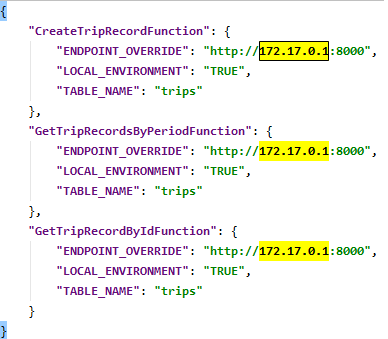 {
    "CreateTripRecordFunction": {
        "ENDPOINT_OVERRIDE": "http://172.17.0.1:8000",
        "LOCAL_ENVIRONMENT": "TRUE",
        "TABLE_NAME": "trips"
    },
    "GetTripRecordsByPeriodFunction": {
        "ENDPOINT_OVERRIDE": "http://172.17.0.1:8000",
        "LOCAL_ENVIRONMENT": "TRUE",
        "TABLE_NAME": "trips"
    },
    "GetTripRecordByIdFunction": {
        "ENDPOINT_OVERRIDE": "http://172.17.0.1:8000",
        "LOCAL_ENVIRONMENT": "TRUE",
        "TABLE_NAME": "trips"
    }
}